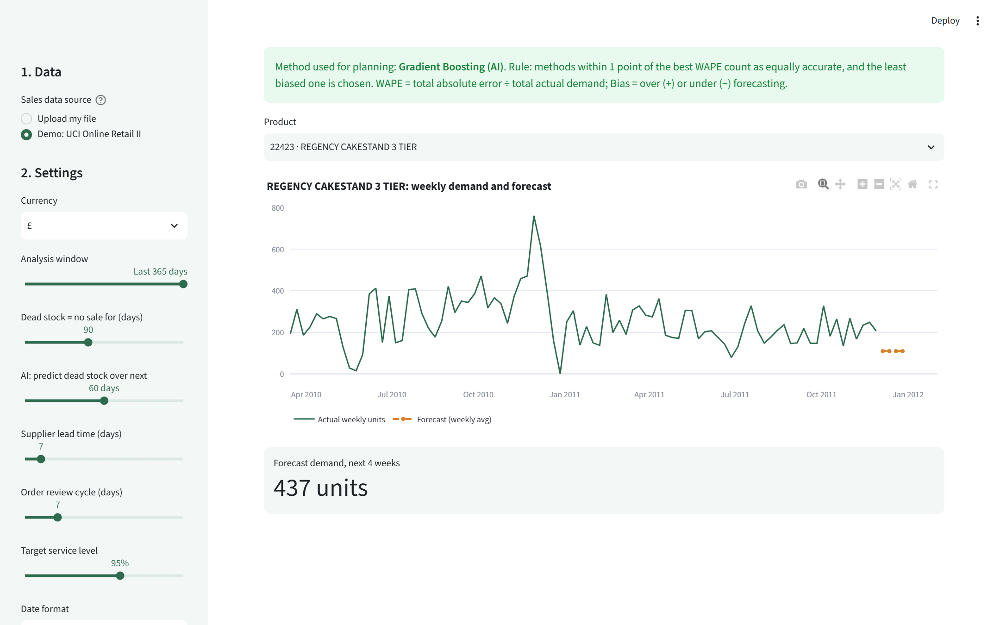 Deploy
1. Data
Sales data source
Upload my file
Demo: UCI Online Retail II
2. Settings
Currency
£
Analysis window
Last 365 days
Dead stock = no sale for (days)
90
AI: predict dead stock over next
60 days
Supplier lead time (days)
7
Order review cycle (days)
7
Target service level
95%
Date format
Method used for planning: Gradient Boosting (AI). Rule: methods within 1 point of the best WAPE count as equally accurate, and the least
biased one is chosen. WAPE = total absolute error ÷ total actual demand; Bias = over (+) or under (−) forecasting.
Product
22423 · REGENCY CAKESTAND 3 TIER
REGENCY CAKESTAND 3 TIER: weekly demand and forecast
800
600
400
200
0
Apr 2010 Jul 2010 Oct 2010 Jan 2011 Apr 2011 Jul 2011 Oct 2011 Jan 2012
Actual weekly units Forecast (weekly avg)
Forecast demand, next 4 weeks
437 units